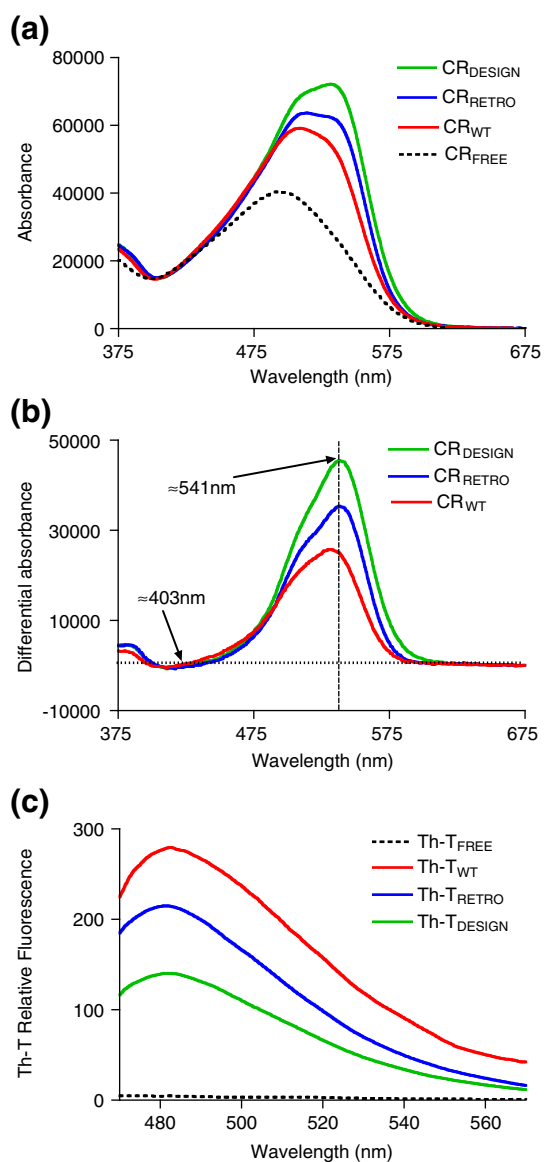 (a)
80000
60000
40000
20000
0
Absorbance
CRDESIGN
CRRETRO
CRWT
CRFREE
375
475
575
675
Wavelength (nm)
(b)
50000
30000
10000
-10000
Differential absorbance
≈541nm
≈403nm
CRDESIGN
CRRETRO
CRWT
375
475
575
675
Wavelength (nm)
(c)
300
200
100
0
Th-T Relative Fluorescence
Th-TFREE
Th-TWT
Th-TRETRO
Th-TDESIGN
480
500
520
540
560
Wavelength (nm)